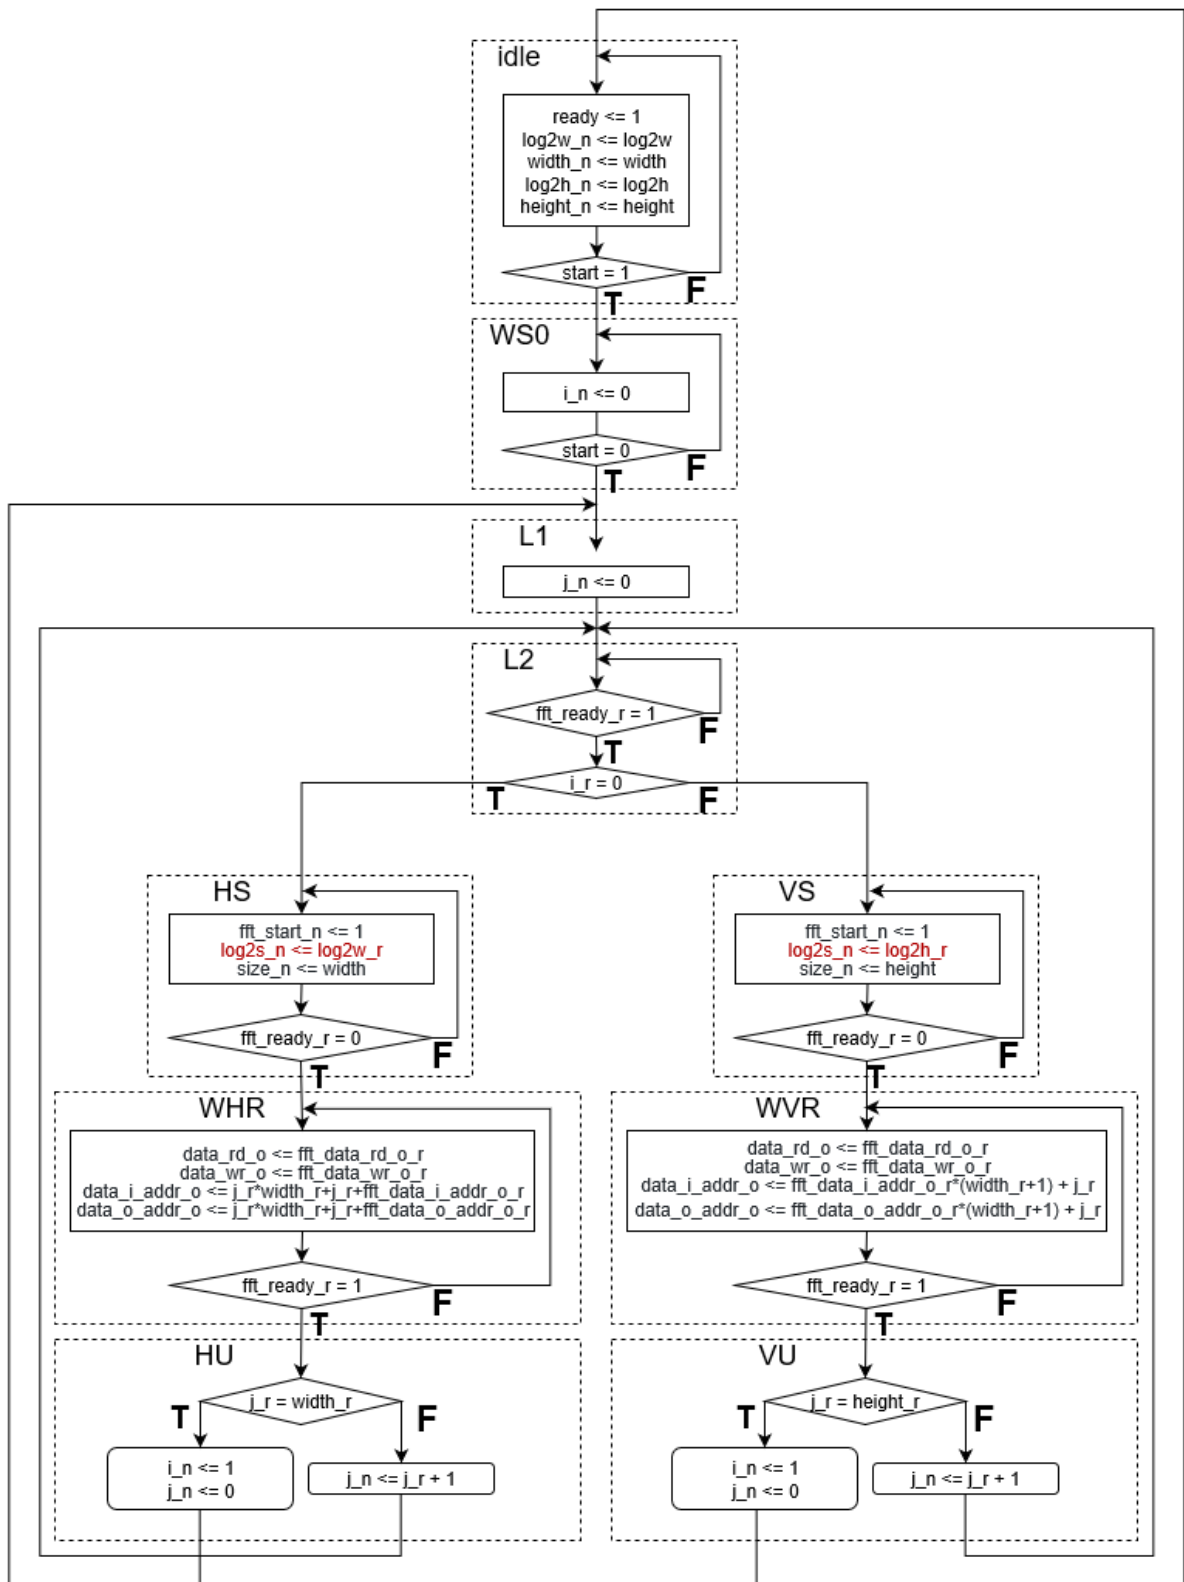 idle
ready <= 1
log2w_n <= log2w
width_n <= width
log2h_n <= log2h
height_n <= height
start = 1
F
T
WS0
i_n <= 0
start = 0
F
T
L1
j_n <= 0
L2
fft_ready_r = 1
F
T
i_r = 0
T
F
HS
fft_start_n <= 1
log2s_n <= log2w_r
size_n <= width
fft_ready_r = 0
F
T
VS
fft_start_n <= 1
log2s_n <= log2h_r
size_n <= height
fft_ready_r = 0
F
T
WHR
data_rd_o <= fft_data_rd_o_r
data_wr_o <= fft_data_wr_o_r
data_i_addr_o <= j_r*width_r+j_r+fft_data_i_addr_o_r
data_o_addr_o <= j_r*width_r+j_r+fft_data_o_addr_o_r
fft_ready_r = 1
F
T
WVR
data_rd_o <= fft_data_rd_o_r
data_wr_o <= fft_data_wr_o_r
data_i_addr_o <= fft_data_i_addr_o_r*(width_r+1) + j_r
data_o_addr_o <= fft_data_o_addr_o_r*(width_r+1) + j_r
fft_ready_r = 1
F
T
HU
j_r = width_r
T
F
i_n <= 1
j_n <= 0
j_n <= j_r + 1
VU
j_r = height_r
T
F
i_n <= 1
j_n <= 0
j_n <= j_r + 1